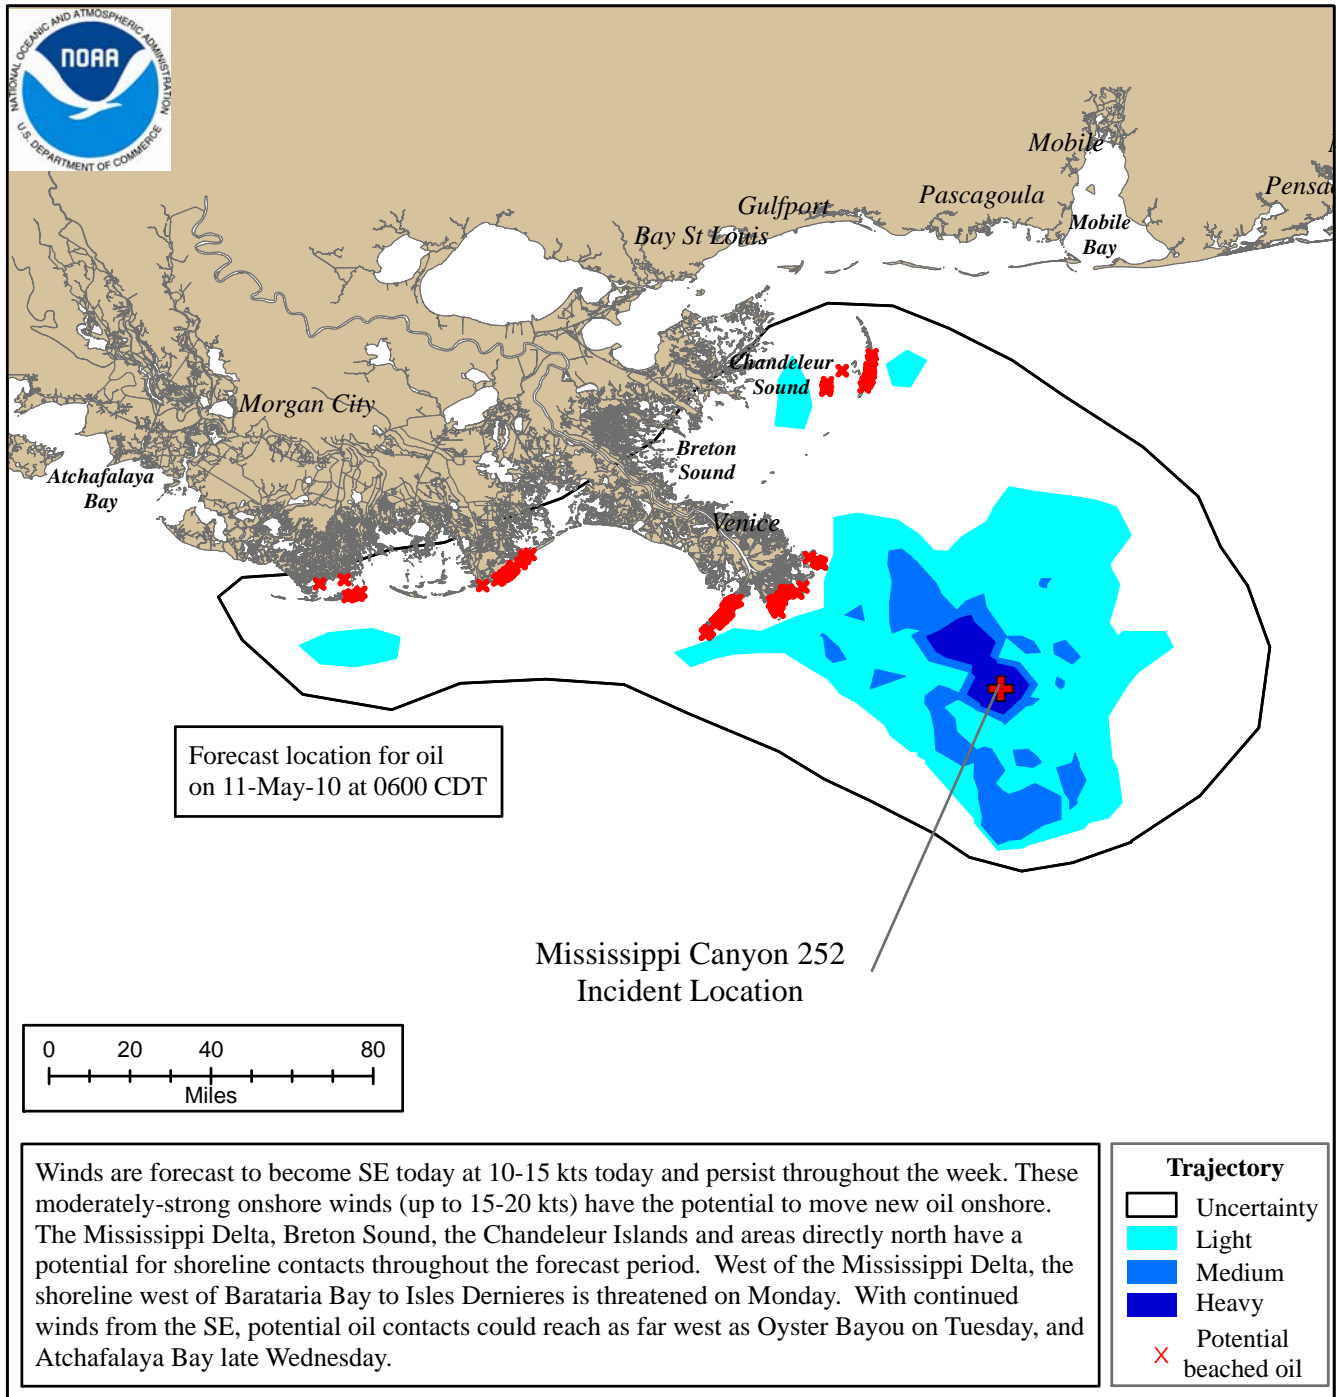 NATIONAL OCEANIC AND ATMOSPHERIC ADMINISTRATION
NOAA
U.S. DEPARTMENT OF COMMERCE
Mobile
Pascagoula
Gulfport
Bay St Louis
Mobile
Bay
Chandeleur
Sound
Morgan City
Breton
Sound
Atchafalaya
Bay
Venice
Forecast location for oil
on 11-May-10 at 0600 CDT
Mississippi Canyon 252
Incident Location
0 20 40 80
Miles
Winds are forecast to become SE today at 10-15 kts today and persist throughout the week. These
moderately-strong onshore winds (up to 15-20 kts) have the potential to move new oil onshore.
The Mississippi Delta, Breton Sound, the Chandeleur Islands and areas directly north have a
potential for shoreline contacts throughout the forecast period. West of the Mississippi Delta, the
shoreline west of Barataria Bay to Isles Dernieres is threatened on Monday. With continued
winds from the SE, potential oil contacts could reach as far west as Oyster Bayou on Tuesday, and
Atchafalaya Bay late Wednesday.
Trajectory
Uncertainty
Light
Medium
Heavy
X Potential
beached oil